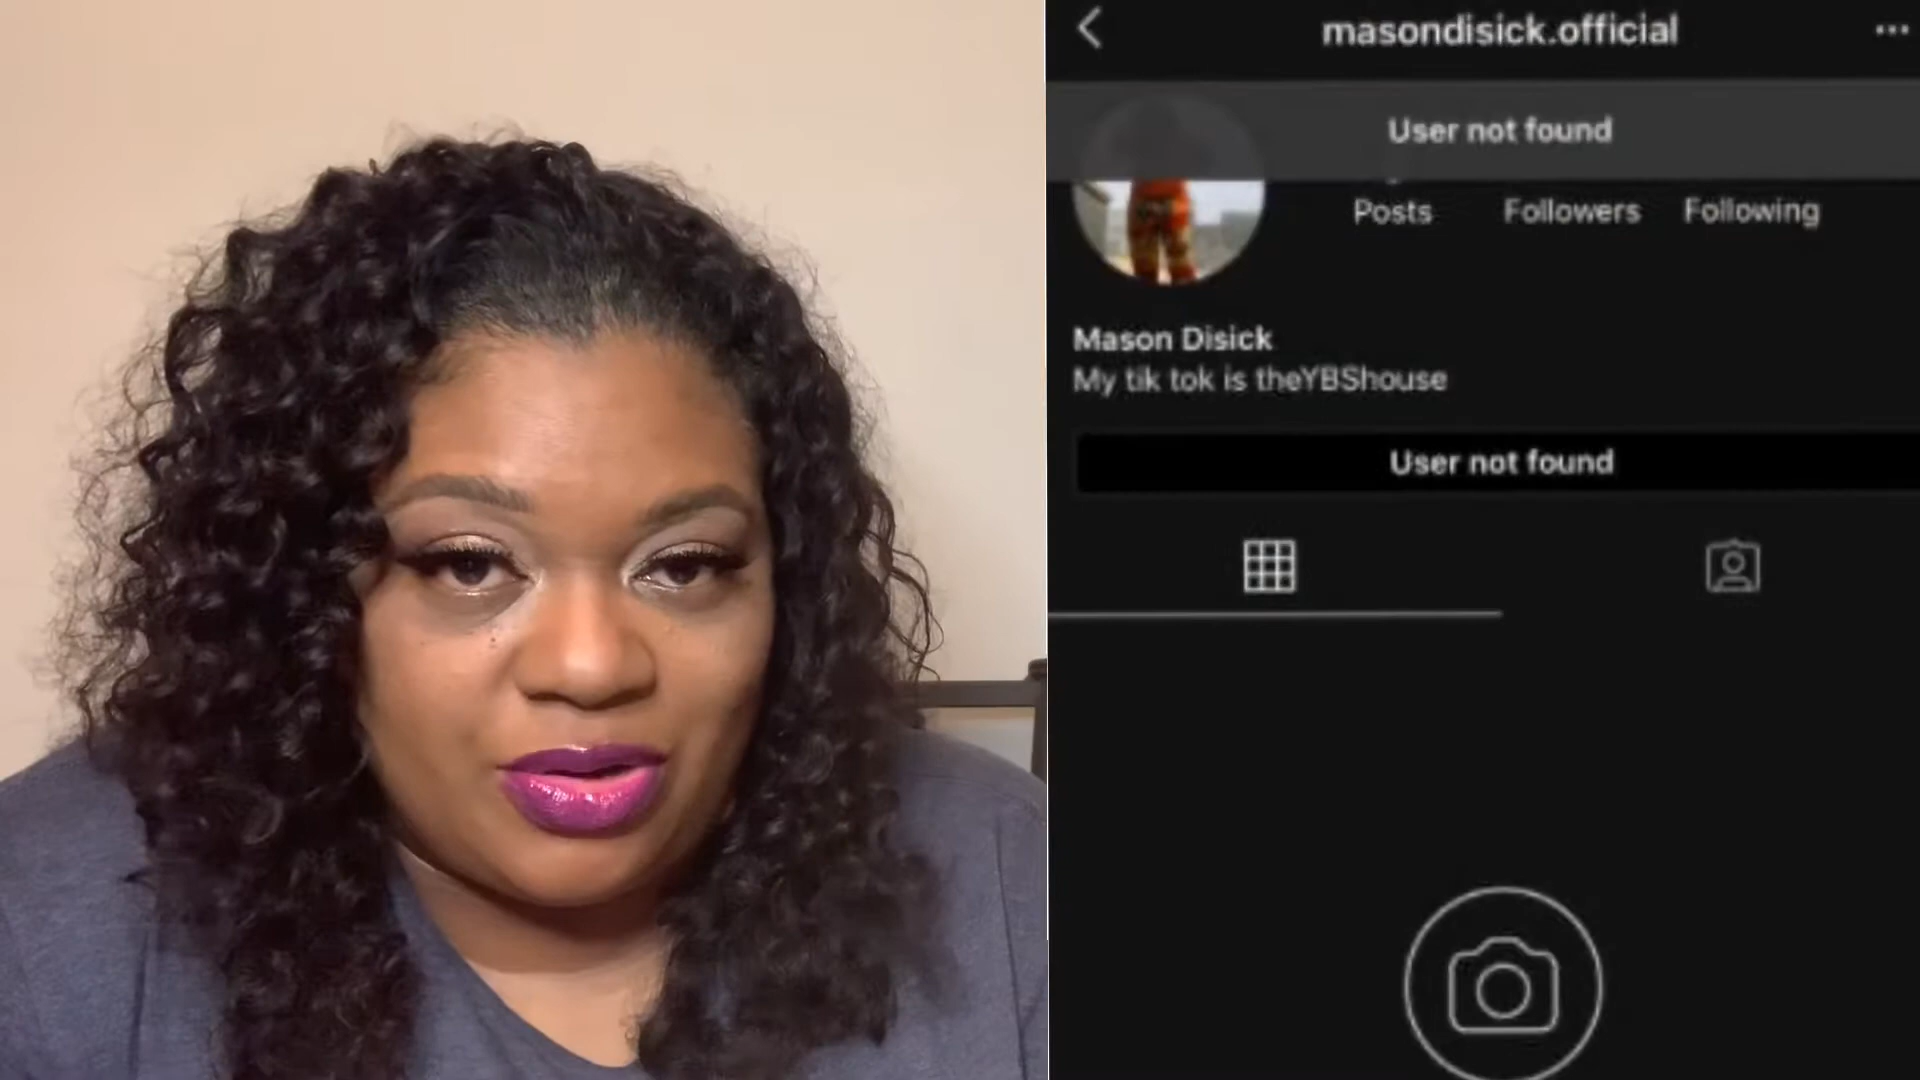 masondisick.official
User not found
Posts Followers Following
Mason Disick
My tik tok is theYBShouse
User not found